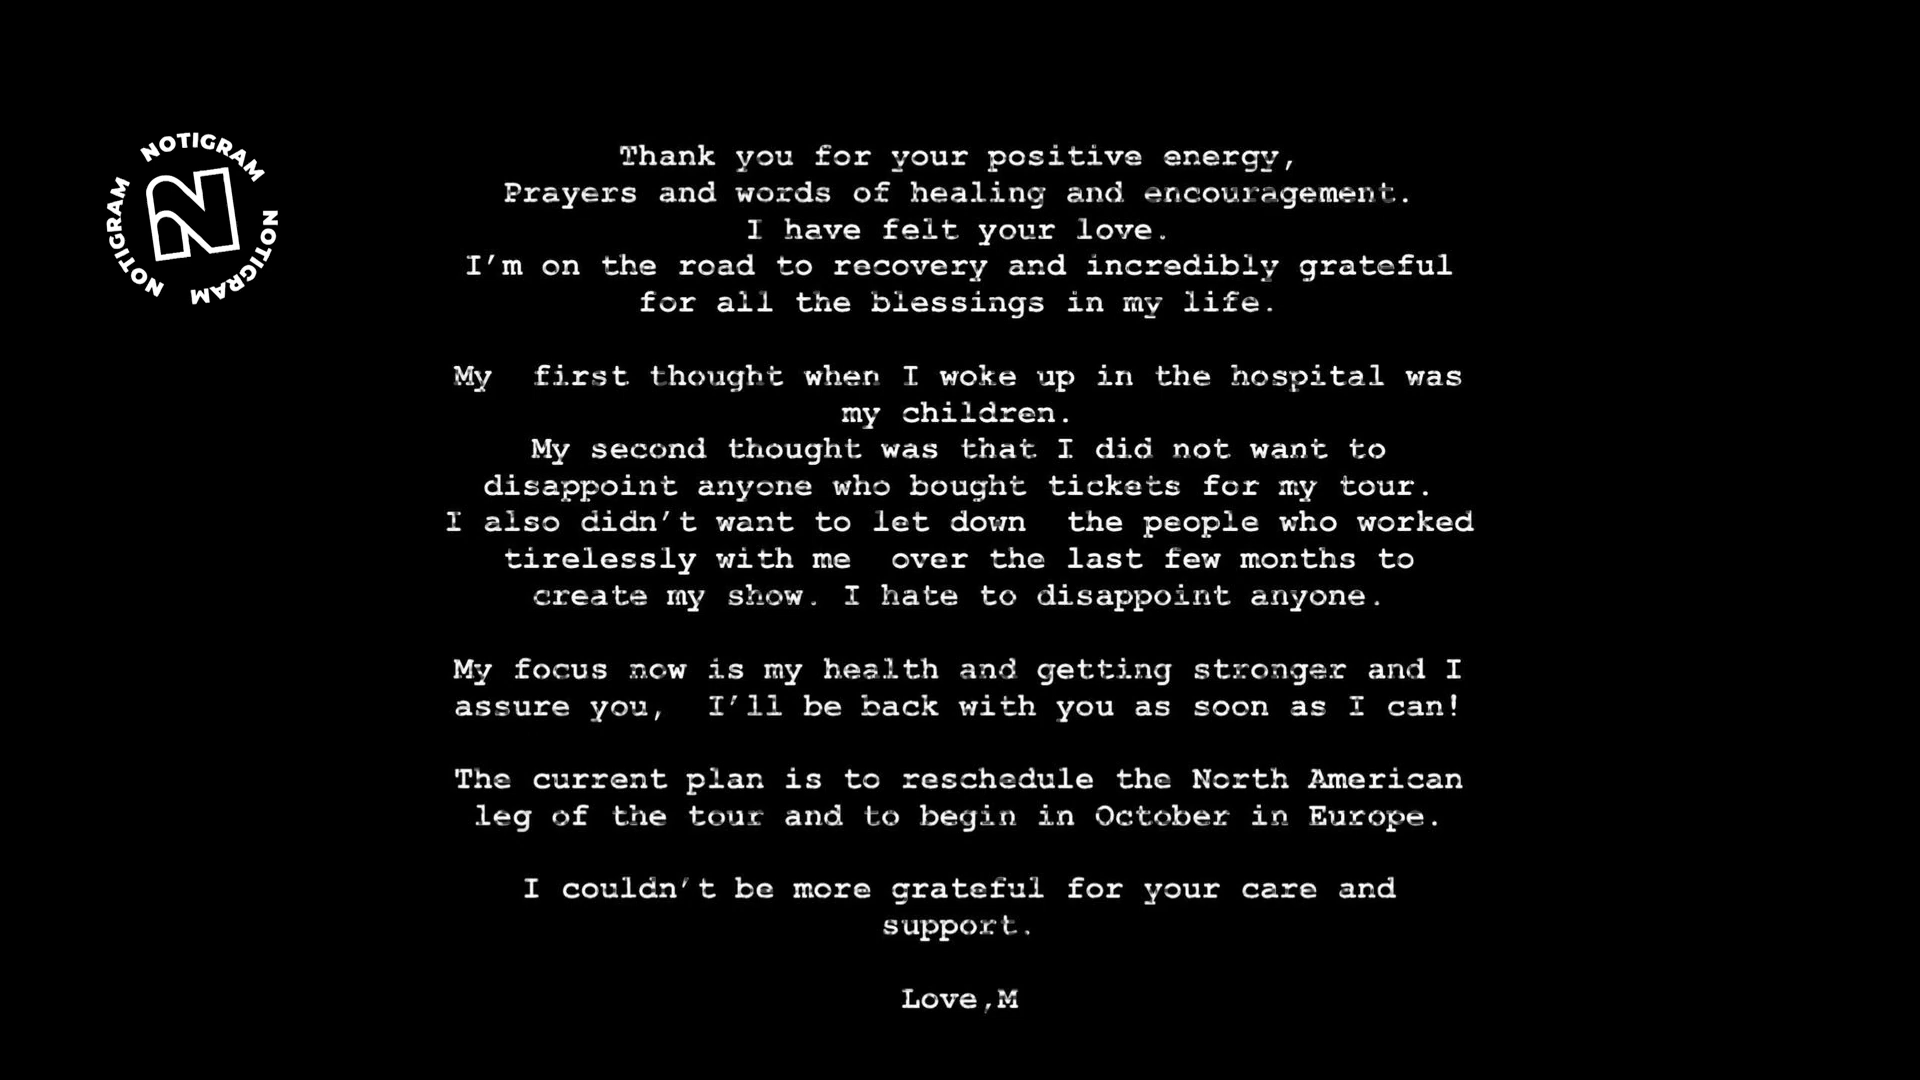 NOTIGRAM
NOTIGRAM
NOTIGRAM
NOTIGRAM
N
Thank you for your positive energy,
Prayers and words of healing and encouragement.
I have felt your love.
I’m on the road to recovery and incredibly grateful
for all the blessings in my life.
My first thought when I woke up in the hospital was
my children.
My second thought was that I did not want to
disappoint anyone who bought tickets for my tour.
I also didn’t want to let down the people who worked
tirelessly with me over the last few months to
create my show. I hate to disappoint anyone.
My focus now is my health and getting stronger and I
assure you, I’ll be back with you as soon as I can!
The current plan is to reschedule the North American
leg of the tour and to begin in October in Europe.
I couldn’t be more grateful for your care and
support.
Love,M